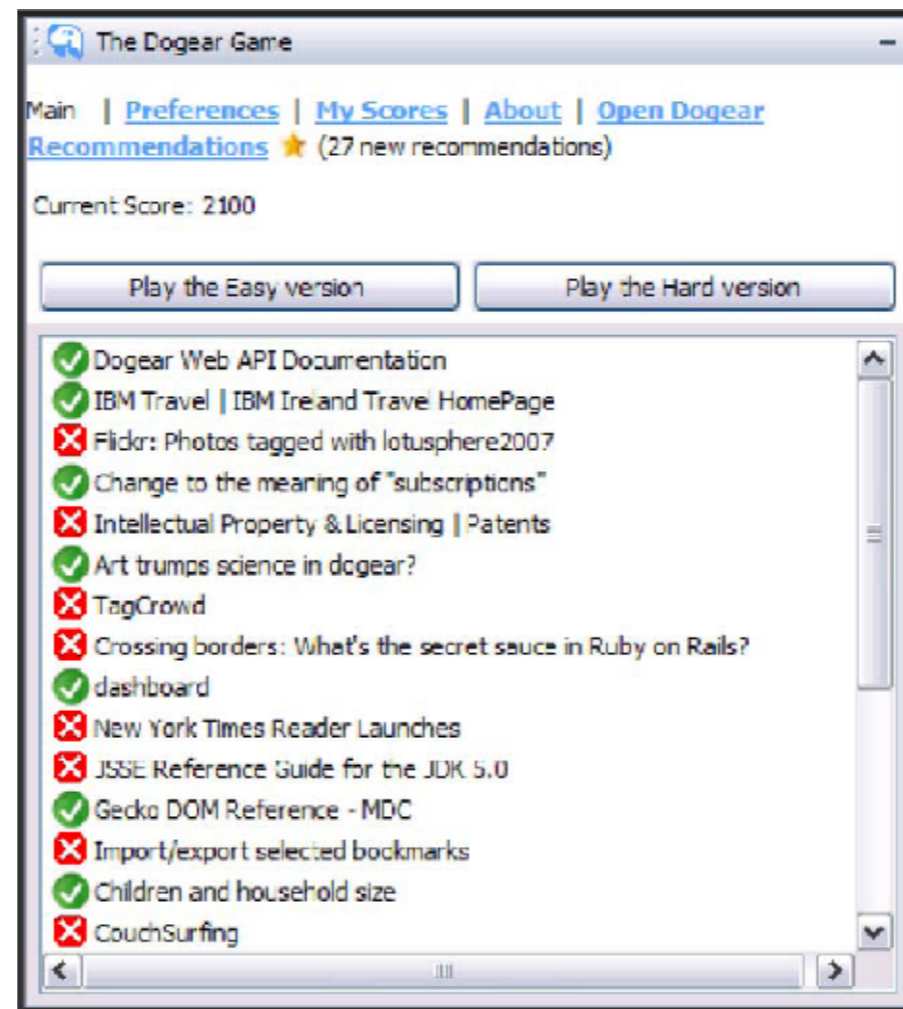 The Dogear Game
Main | Preferences | My Scores | About | Open Dogear
Recommendations (27 new recommendations)
Current Score: 2100
Play the Easy version Play the Hard version
Dogear Web API Documentation
IBM Travel | IBM Ireland Travel HomePage
Flickr: Photos tagged with lotusphere2007
Change to the meaning of "subscriptions"
Intellectual Property & Licensing | Patents
Art trumps science in dogear?
TagCrowd
Crossing borders: What's the secret sauce in Ruby on Rails?
dashboard
New York Times Reader Launches
JSSE Reference Guide for the JDK 5.0
Gecko DOM Reference - MDC
Import/export selected bookmarks
Children and household size
CouchSurfing